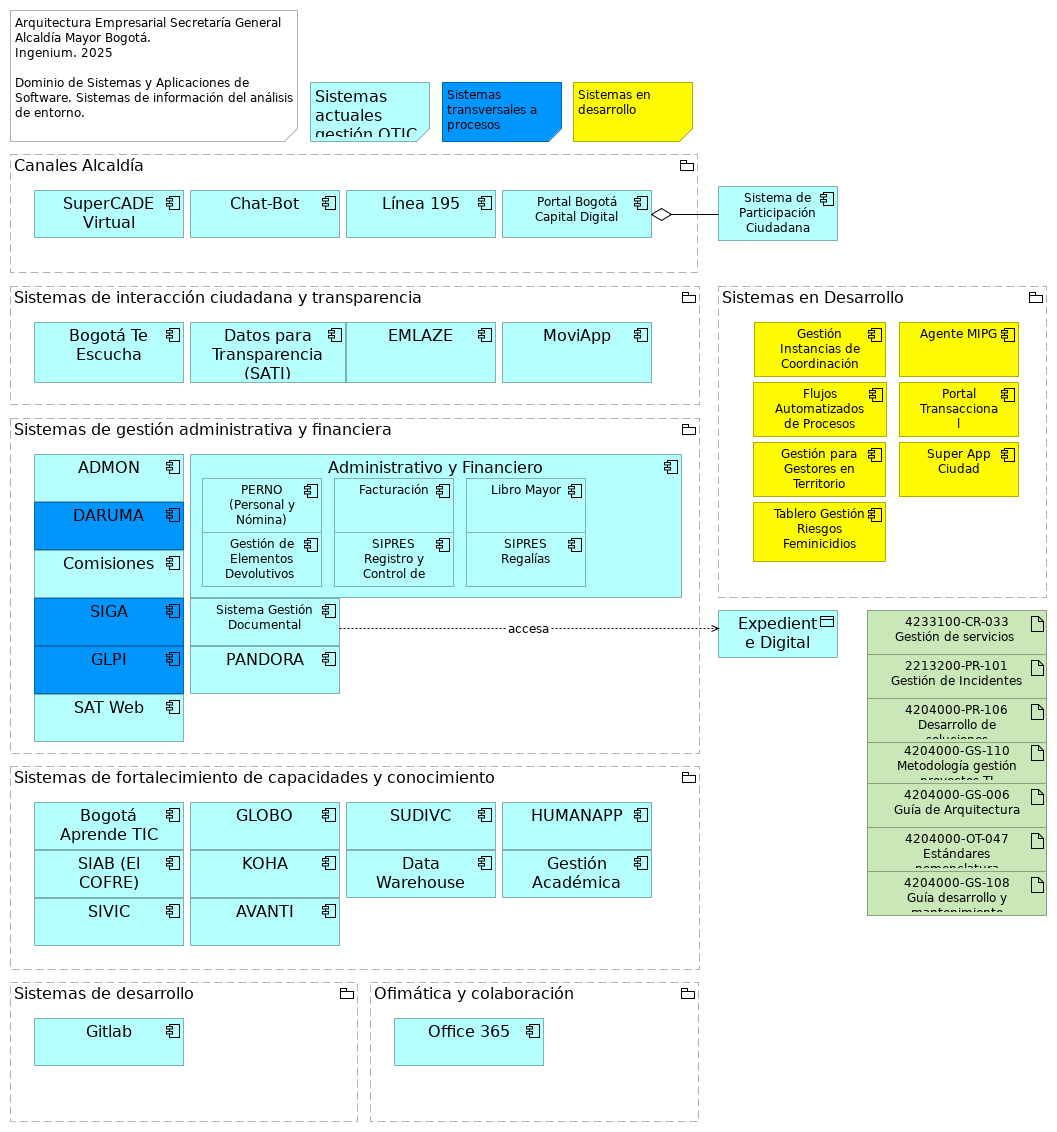 Arquitectura Empresarial Secretaría General
Alcaldía Mayor Bogotá.
Ingenium. 2025
Dominio de Sistemas y Aplicaciones de
Software. Sistemas de información del análisis
de entorno.
Sistemas
actuales
gestión OTIC
Sistemas
transversales a
procesos
Sistemas en
desarrollo
Canales Alcaldía
SuperCADE
Virtual
Chat-Bot
Línea 195
Portal Bogotá
Capital Digital
Sistema de
Participación
Ciudadana
Sistemas de interacción ciudadana y transparencia
Bogotá Te
Escucha
Datos para
Transparencia
(SATI)
EMLAZE
MoviApp
Sistemas en Desarrollo
Gestión
Instancias de
Coordinación
Agente MIPG
Flujos
Automatizados
de Procesos
Portal
Transacciona
l
Gestión para
Gestores en
Territorio
Super App
Ciudad
Tablero Gestión
Riesgos
Feminicidios
Sistemas de gestión administrativa y financiera
ADMON
DARUMA
Comisiones
SIGA
GLPI
SAT Web
Administrativo y Financiero
PERNO
(Personal y
Nómina)
Facturación
Libro Mayor
Gestión de
Elementos
Devolutivos
SIPRES
Registro y
Control de
SIPRES
Regalías
Sistema Gestión
Documental
PANDORA
accesa
Expedient
e Digital
4233100-CR-033
Gestión de servicios
2213200-PR-101
Gestión de Incidentes
4204000-PR-106
Desarrollo de
soluciones
4204000-GS-110
Metodología gestión
proyectos TI
4204000-GS-006
Guía de Arquitectura
4204000-OT-047
Estándares
nomenclatura
4204000-GS-108
Guía desarrollo y
mantenimiento
Sistemas de fortalecimiento de capacidades y conocimiento
Bogotá
Aprende TIC
GLOBO
SUDIVC
HUMANAPP
SIAB (El
COFRE)
KOHA
Data
Warehouse
Gestión
Académica
SIVIC
AVANTI
Sistemas de desarrollo
Gitlab
Ofimática y colaboración
Office 365